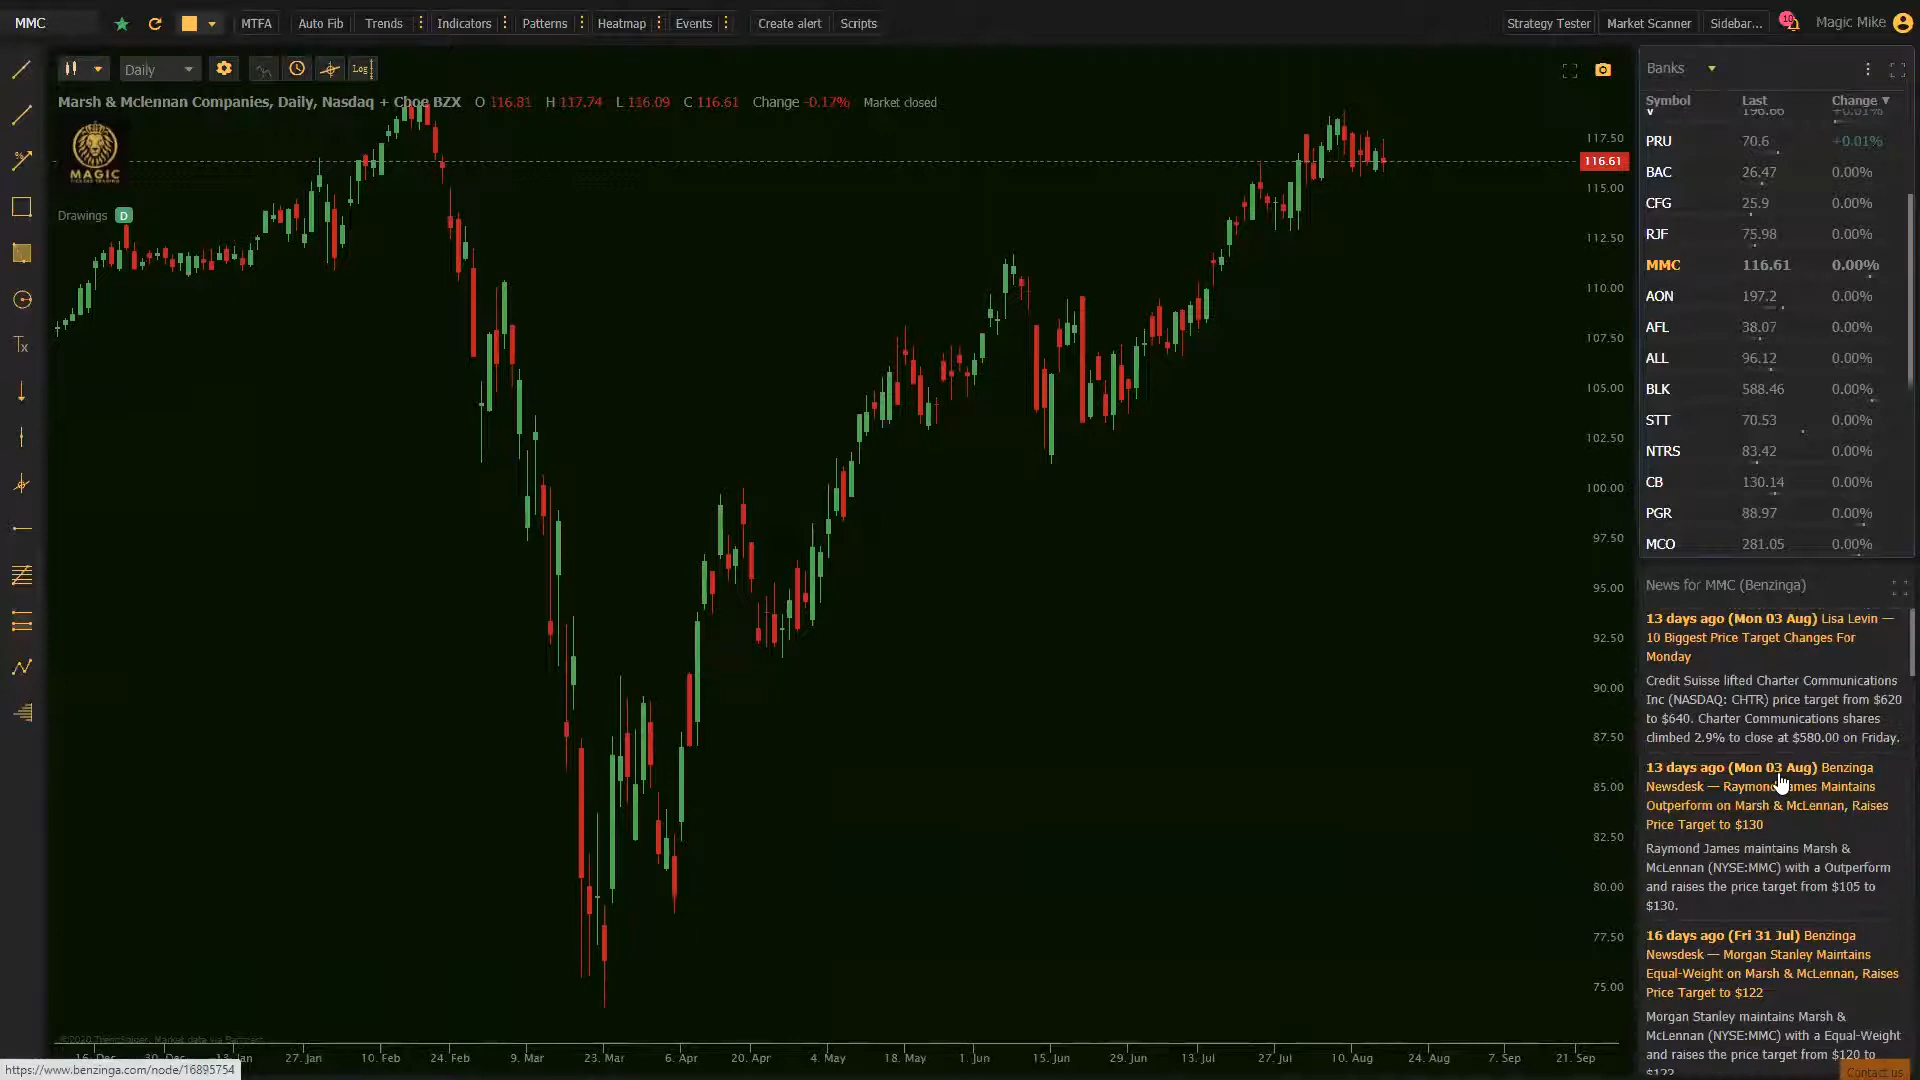 MMC
MTFA
Auto Fib
Trends
Indicators
Patterns
Heatmap
Events
Create alert
Scripts
Strategy Tester
Market Scanner
Sidebar...
10
Magic Mike
Daily
Log
Marsh & Mclennan Companies, Daily, Nasdaq + Cboe BZX O 116.81 H 117.74 L 116.09 C 116.61 Change -0.17% Market closed
MAGIC
Drawings D
117.50
116.61
115.00
112.50
110.00
107.50
105.00
102.50
100.00
97.50
95.00
92.50
90.00
87.50
85.00
82.50
80.00
77.50
75.00
16. Dec 30. Dec 13. Jan 27. Jan 10. Feb 24. Feb 9. Mar 23. Mar 6. Apr 20. Apr 4. May 18. May 1. Jun 15. Jun 29. Jun 13. Jul 27. Jul 10. Aug 24. Aug 7. Sep 21. Sep
https://www.benzinga.com/node/16895754
Banks
Symbol Last Change ▼
V 196.66 +0.01%
PRU 70.6 +0.01%
BAC 26.47 0.00%
CFG 25.9 0.00%
RJF 75.98 0.00%
MMC 116.61 0.00%
AON 197.2 0.00%
AFL 38.07 0.00%
ALL 96.12 0.00%
BLK 588.46 0.00%
STT 70.53 0.00%
NTRS 83.42 0.00%
CB 130.14 0.00%
PGR 88.97 0.00%
MCO 281.05 0.00%
News for MMC (Benzinga)
13 days ago (Mon 03 Aug) Lisa Levin —
10 Biggest Price Target Changes For
Monday
Credit Suisse lifted Charter Communications
Inc (NASDAQ: CHTR) price target from $620
to $640. Charter Communications shares
climbed 2.9% to close at $580.00 on Friday.
13 days ago (Mon 03 Aug) Benzinga
Newsdesk — Raymond James Maintains
Outperform on Marsh & McLennan, Raises
Price Target to $130
Raymond James maintains Marsh &
McLennan (NYSE:MMC) with a Outperform
and raises the price target from $105 to
$130.
16 days ago (Fri 31 Jul) Benzinga
Newsdesk — Morgan Stanley Maintains
Equal-Weight on Marsh & McLennan, Raises
Price Target to $122
Morgan Stanley maintains Marsh &
McLennan (NYSE:MMC) with a Equal-Weight
and raises the price target from $120 to
$122.
Contact us